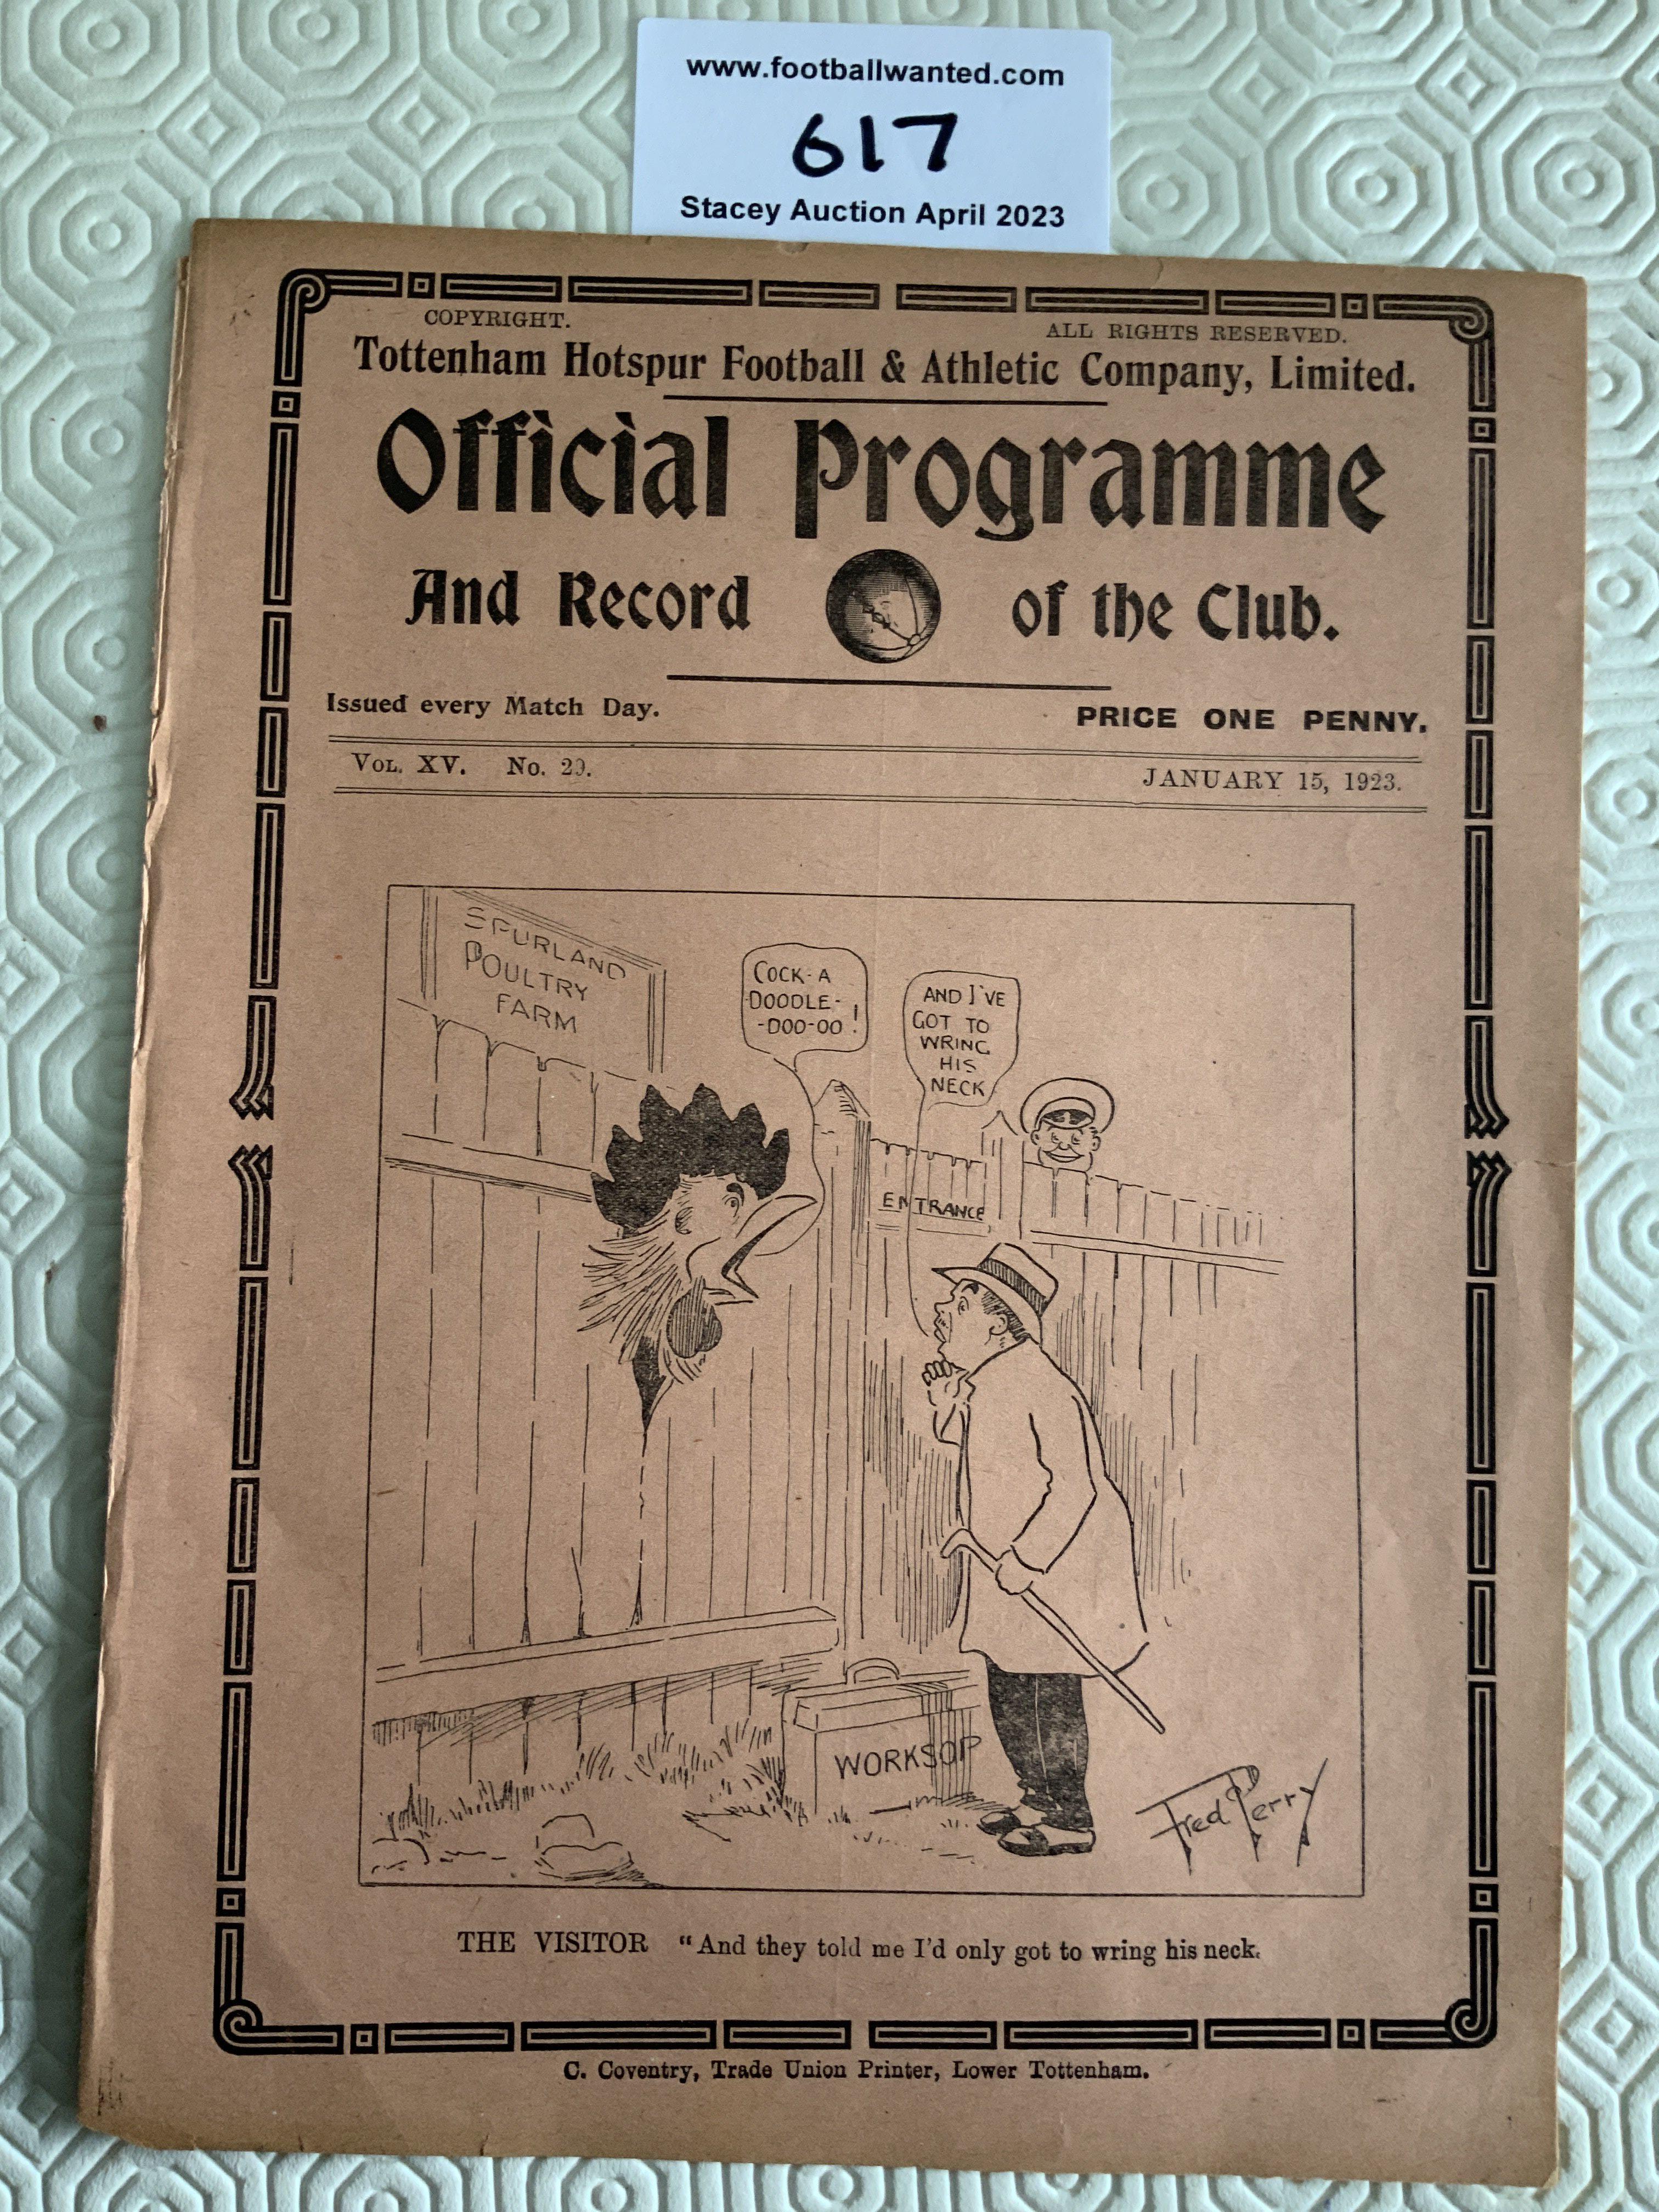 www.footballwanted.com
617
Stacey Auction April 2023
COPYRIGHT.
ALL RIGHTS RESERVED.
Tottenham Hotspur Football & Athletic Company, Limited.
Official Programme
And Record of the Club.
Issued every Match Day.
PRICE ONE PENNY.
VOL. XV. No. 29.
JANUARY 15, 1923.
SPURLAND
POULTRY
FARM
COCK-A
DOODLE-
-DOO-OO!
AND I'VE
GOT TO
WRING
HIS
NECK
ENTRANCE
WORKSOP
Fred Perry
THE VISITOR "And they told me I'd only got to wring his neck.
C. Coventry, Trade Union Printer, Lower Tottenham.